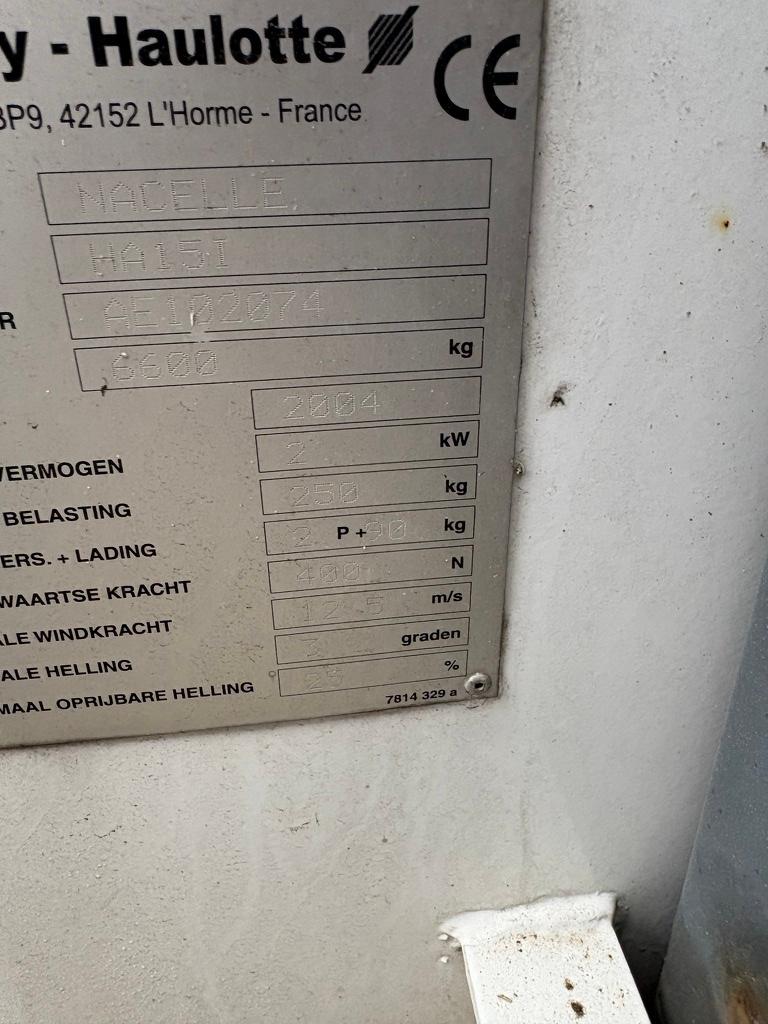 y - Haulotte
BP9, 42152 L'Horme - France
CE
NACELLE
HA15I
R AE102074
6600 kg
2004
VERMOGEN 2 kW
BELASTING 250 kg
ERS. + LADING 2 P + 90 kg
WAARTSE KRACHT 400 N
ALE WINDKRACHT 12 5 m/s
ALE HELLING graden
MAAL OPRIJBARE HELLING %
7814 329 a